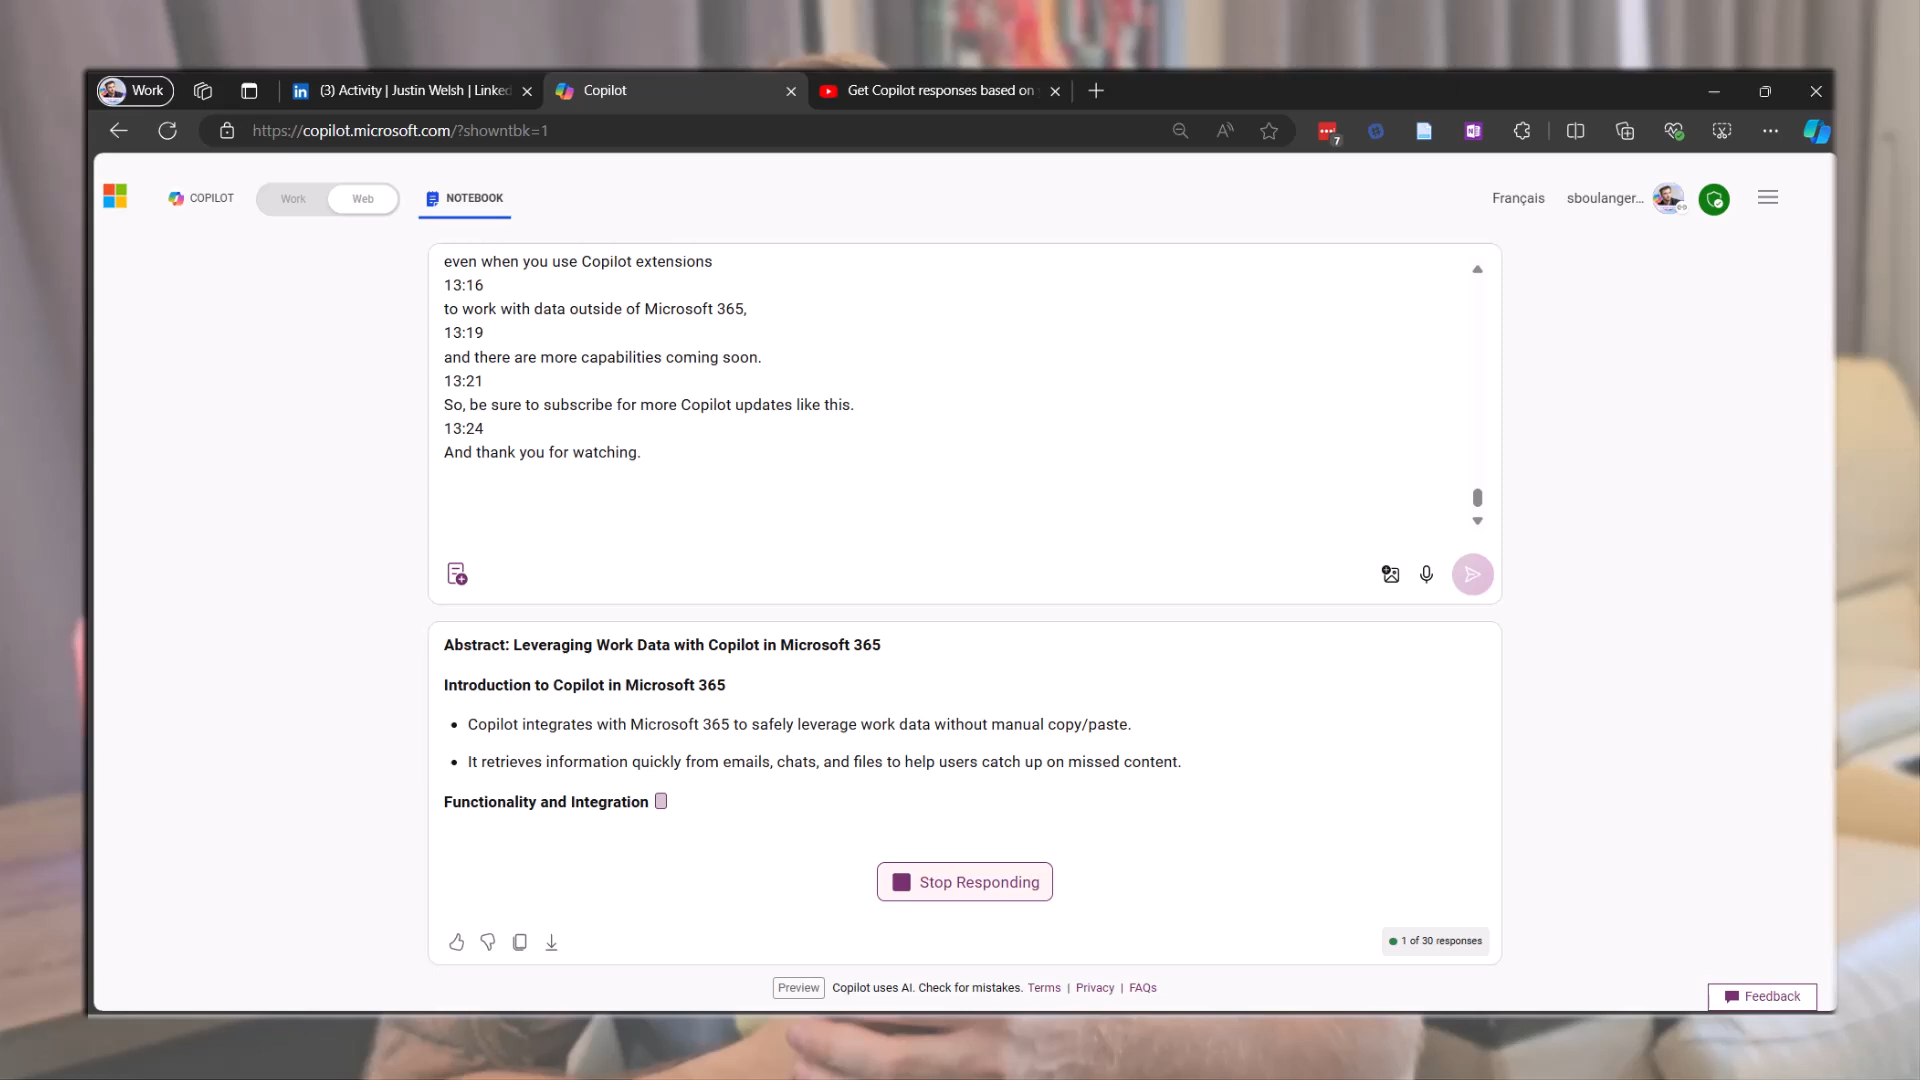 Work
(3) Activity | Justin Welsh | Linked
Copilot
Get Copilot responses based on
https://copilot.microsoft.com/?showntbk=1
7
COPILOT
Work
Web
NOTEBOOK
Français
sboulanger...
even when you use Copilot extensions
13:16
to work with data outside of Microsoft 365,
13:19
and there are more capabilities coming soon.
13:21
So, be sure to subscribe for more Copilot updates like this.
13:24
And thank you for watching.
Abstract: Leveraging Work Data with Copilot in Microsoft 365
Introduction to Copilot in Microsoft 365
• Copilot integrates with Microsoft 365 to safely leverage work data without manual copy/paste.
• It retrieves information quickly from emails, chats, and files to help users catch up on missed content.
Functionality and Integration
Stop Responding
1 of 30 responses
Preview Copilot uses AI. Check for mistakes. Terms | Privacy | FAQs
Feedback